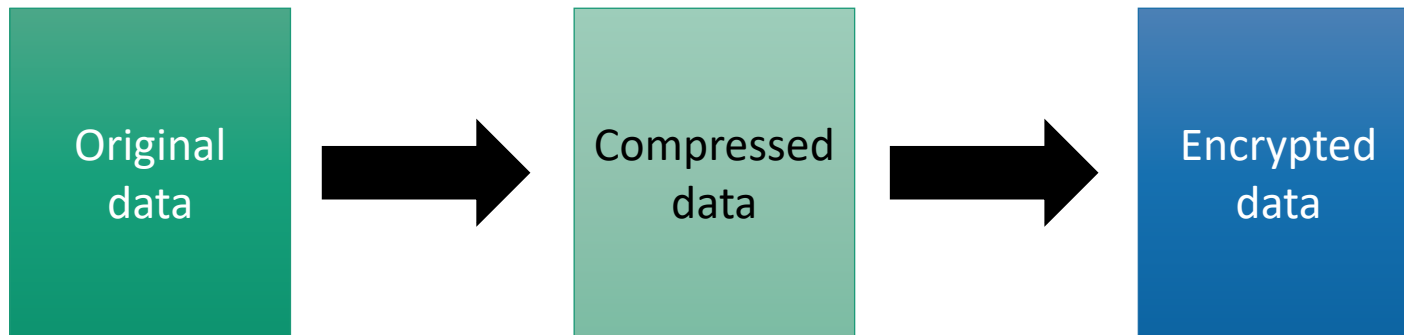 Original
data
Compressed
data
Encrypted
data